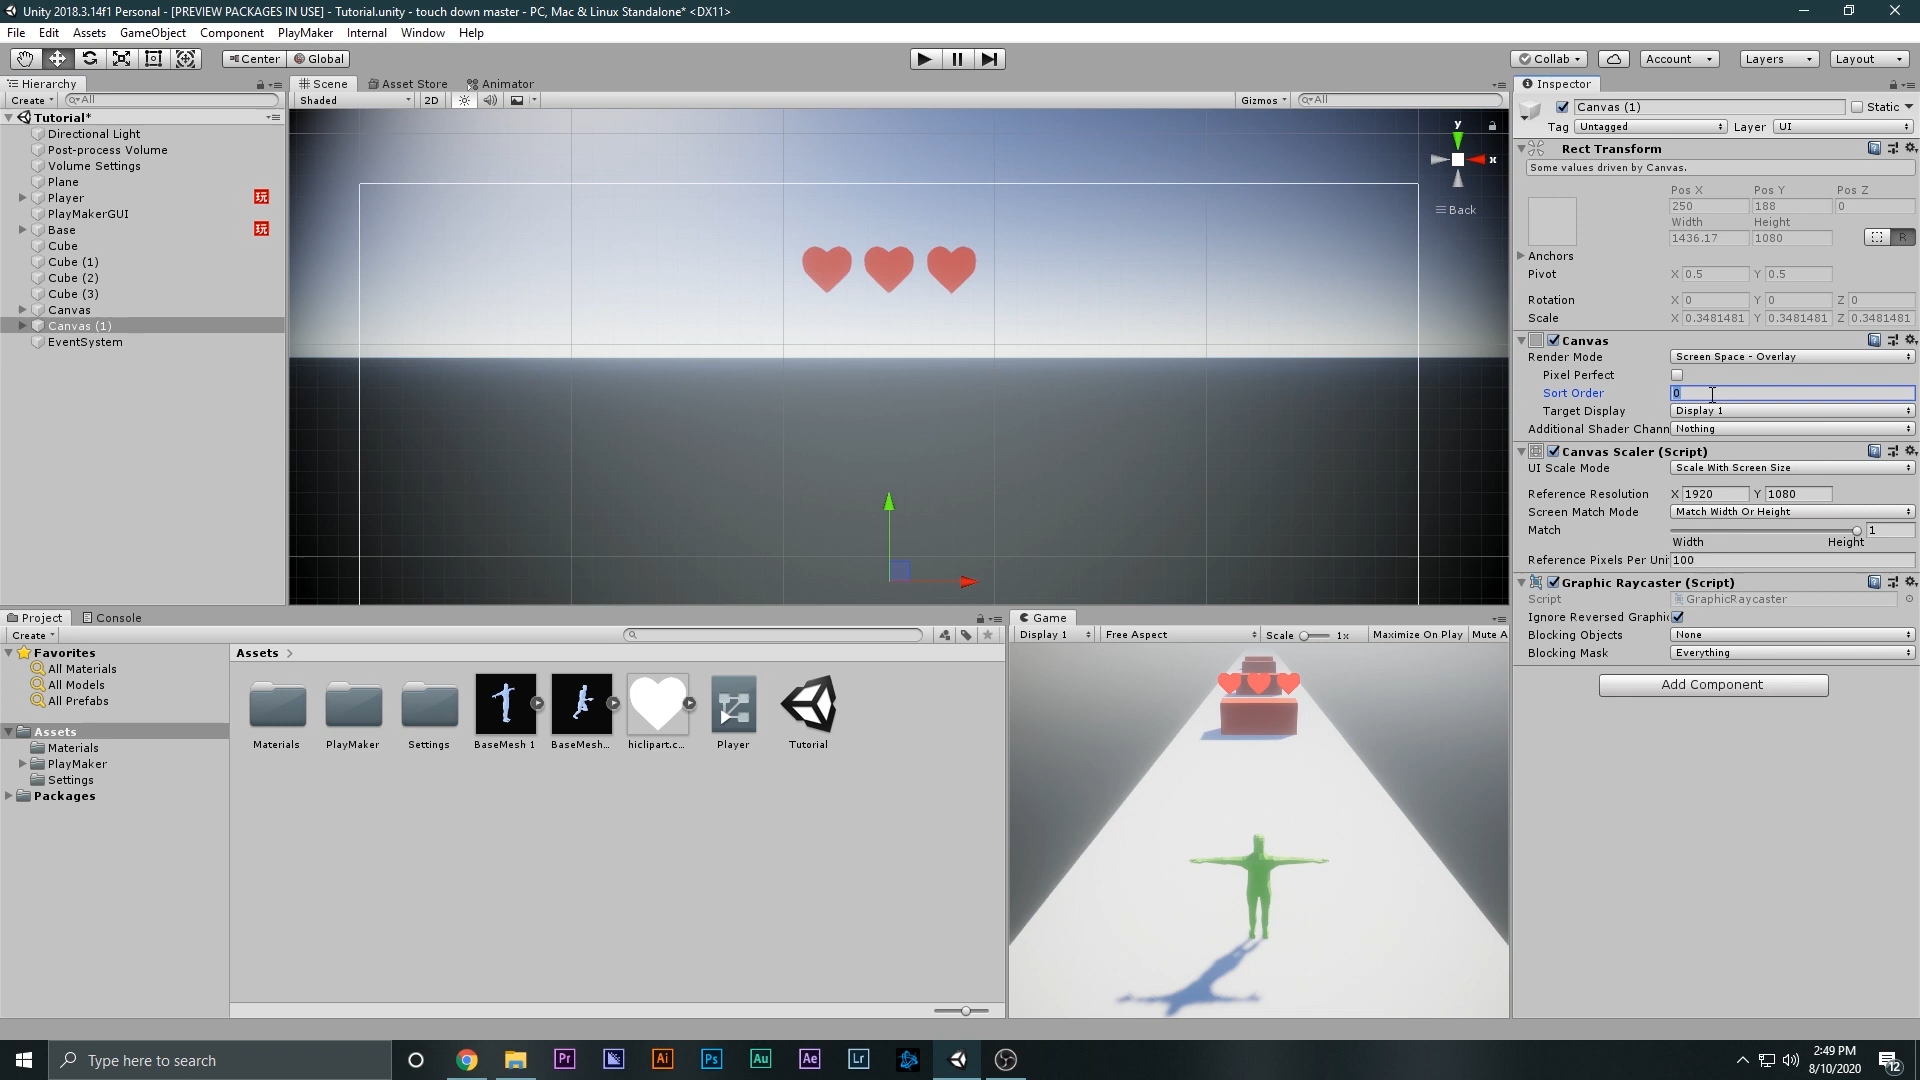 Unity 2018.3.14f1 Personal - [PREVIEW PACKAGES IN USE] - Tutorial.unity - touch down master - PC, Mac & Linux Standalone* <DX11>
File Edit Assets GameObject Component PlayMaker Internal Window Help
Center Global Collab Account Layers Layout
Hierarchy
Create All
Tutorial*
Directional Light
Post-process Volume
Volume Settings
Plane
Player 玩
PlayMakerGUI
Base 玩
Cube
Cube (1)
Cube (2)
Cube (3)
Canvas
Canvas (1)
EventSystem
Scene Asset Store Animator
Shaded 2D Gizmos All
y
x
Back
Inspector
Canvas (1) Static
Tag Untagged Layer UI
Rect Transform
Some values driven by Canvas.
Pos X Pos Y Pos Z
250 188 0
Width Height
1436.17 1080 R
Anchors
Pivot X 0.5 Y 0.5
Rotation X 0 Y 0 Z 0
Scale X 0.3481481 Y 0.3481481 Z 0.3481481
Canvas
Render Mode Screen Space - Overlay
Pixel Perfect
Sort Order 0
Target Display Display 1
Additional Shader Chann Nothing
Canvas Scaler (Script)
UI Scale Mode Scale With Screen Size
Reference Resolution X 1920 Y 1080
Screen Match Mode Match Width Or Height
Match 1
Width Height
Reference Pixels Per Uni 100
Graphic Raycaster (Script)
Script GraphicRaycaster
Ignore Reversed Graphic
Blocking Objects None
Blocking Mask Everything
Add Component
Project Console
Create
Favorites
All Materials
All Models
All Prefabs
Assets
Materials
PlayMaker
Settings
Packages
Assets
Materials PlayMaker Settings BaseMesh 1 BaseMesh... hiclipart.c... Player Tutorial
Game
Display 1 Free Aspect Scale 1x Maximize On Play Mute A
Type here to search
Pr Ai Ps Au Ae Lr
2:49 PM
8/10/2020
12